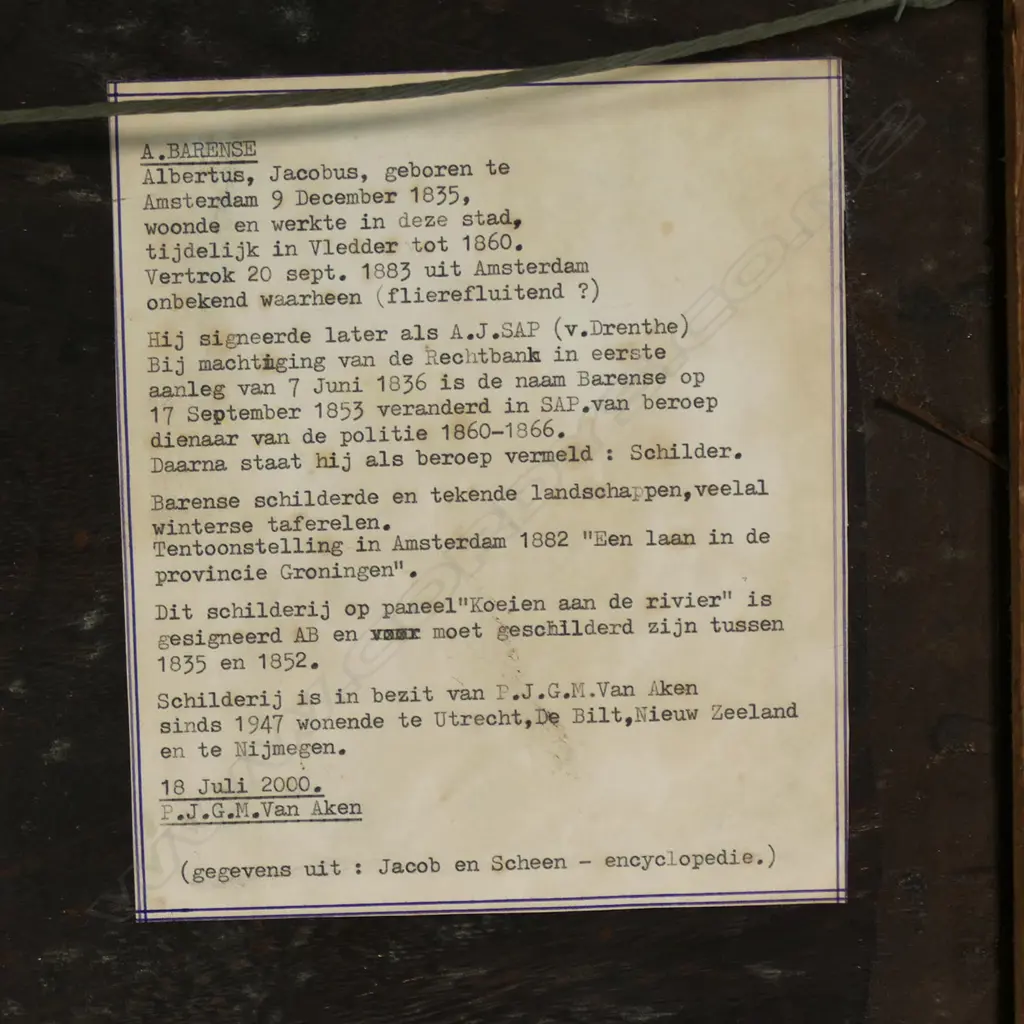 A.BARENSE
Albertus, Jacobus, geboren te
Amsterdam 9 December 1835,
woonde en werkte in deze stad,
tijdelijk in Vledder tot 1860.
Vertrok 20 sept. 1883 uit Amsterdam
onbekend waarheen (flierefluitend ?)
Hij signeerde later als A.J.SAP (v.Drenthe)
Bij machtiging van de Rechtbank in eerste
aanleg van 7 Juni 1836 is de naam Barense op
17 September 1853 veranderd in SAP.van beroep
dienaar van de politie 1860-1866.
Daarna staat hij als beroep vermeld : Schilder.
Barense schilderde en tekende landschappen,veelal
winterse taferelen.
Tentoonstelling in Amsterdam 1882 "Een laan in de
provincie Groningen".
Dit schilderij op paneel"Koeien aan de rivier" is
gesigneerd AB en moet geschilderd zijn tussen
1835 en 1852.
Schilderij is in bezit van P.J.G.M.Van Aken
sinds 1947 wonende te Utrecht,De Bilt,Nieuw Zeeland
en te Nijmegen.
18 Juli 2000.
P.J.G.M.Van Aken
(gegevens uit : Jacob en Scheen - encyclopedie.)